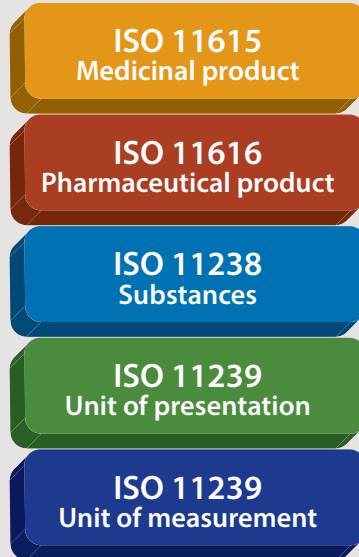 ISO 11615
Medicinal product
ISO 11616
Pharmaceutical product
ISO 11238
Substances
ISO 11239
Unit of presentation
ISO 11239
Unit of measurement